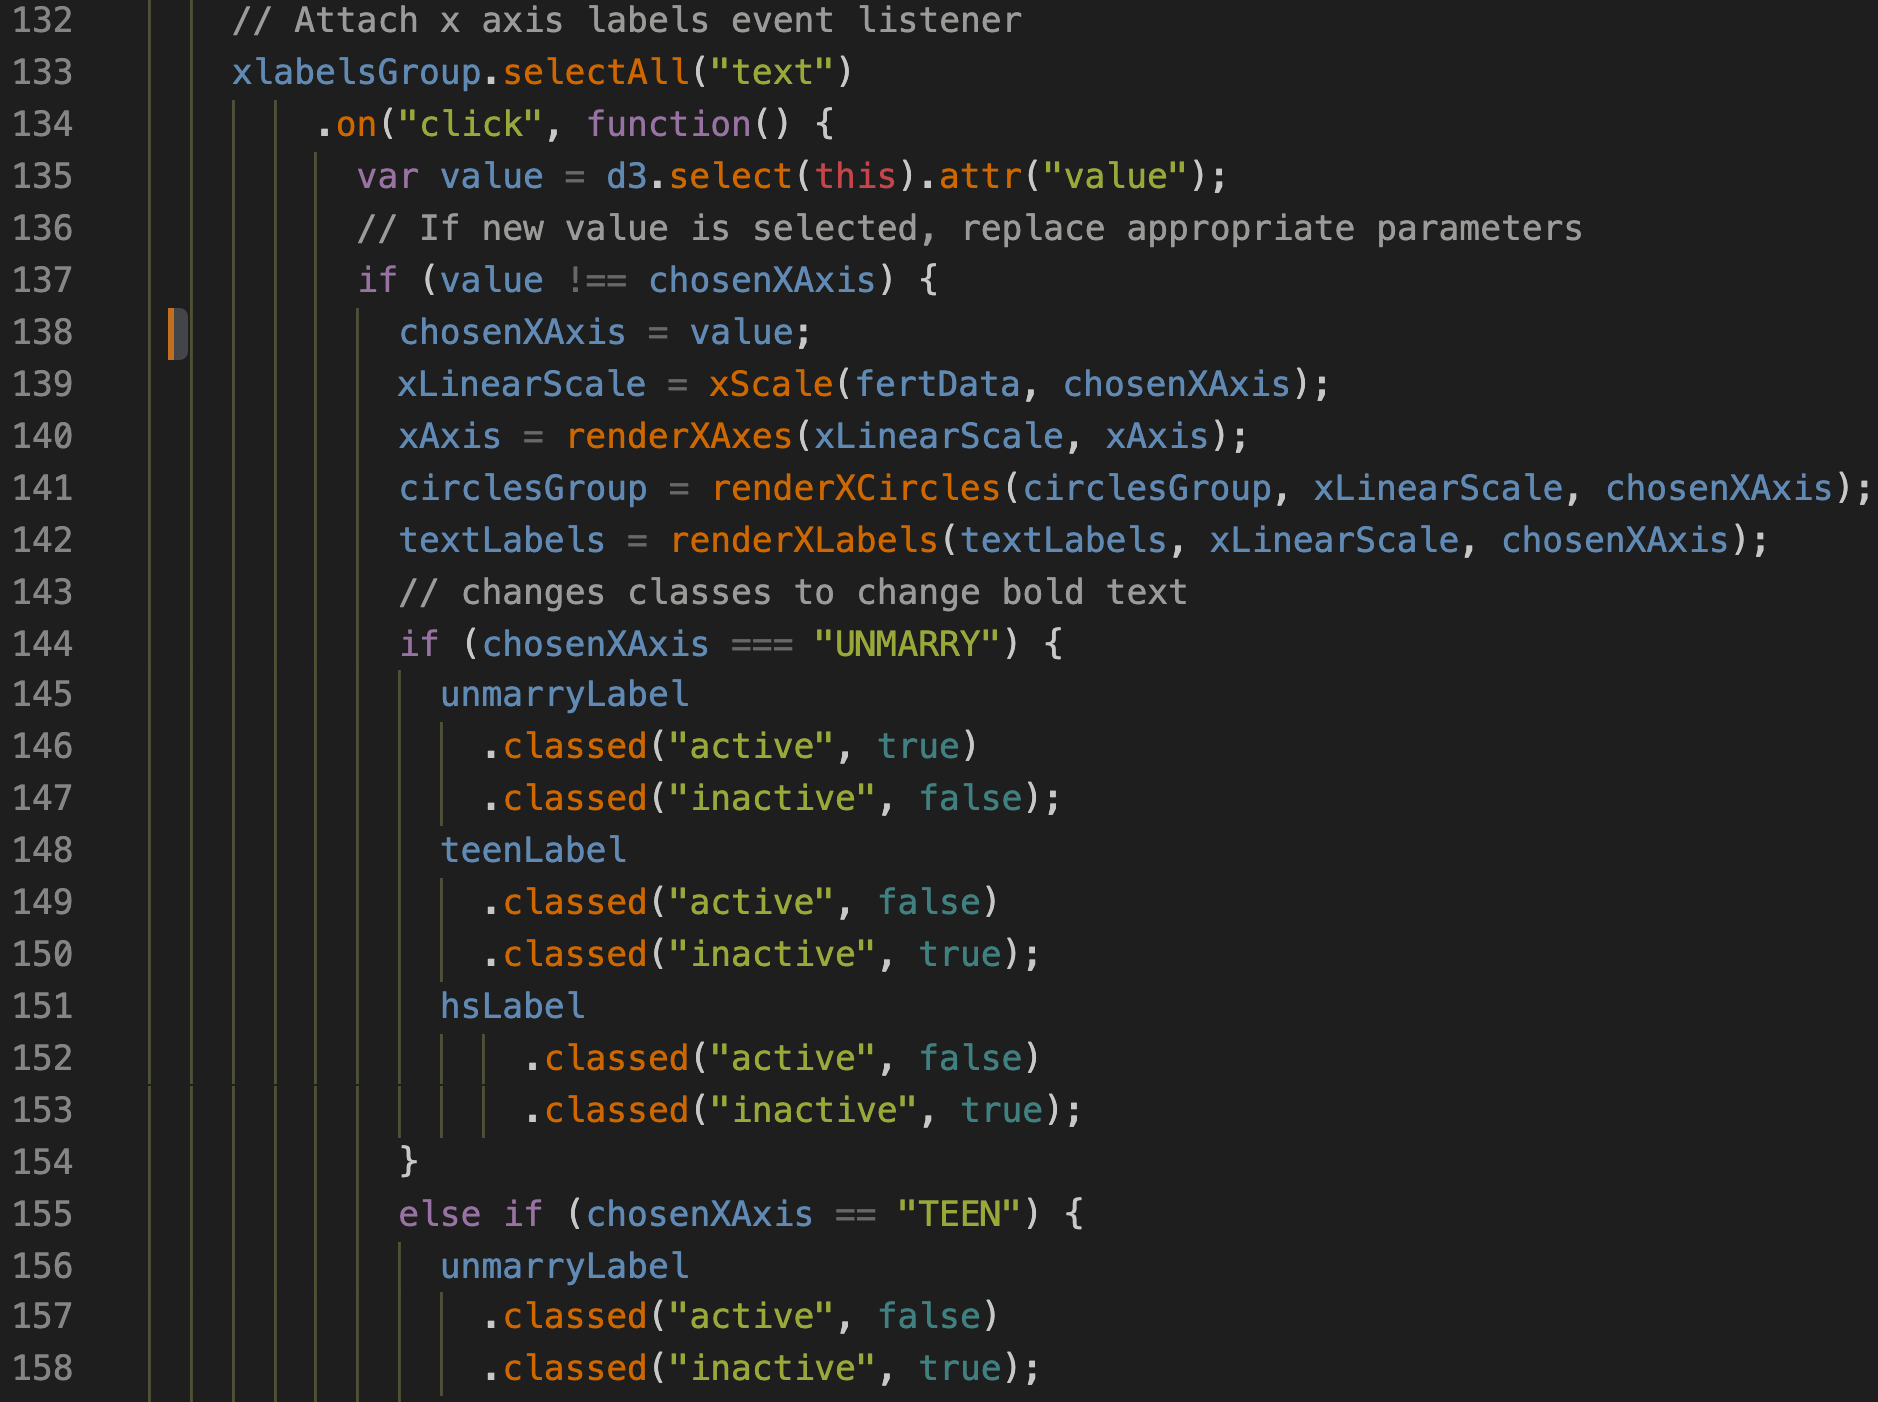 132 // Attach x axis labels event listener
133 xlabelsGroup.selectAll("text")
134 .on("click", function() {
135 var value = d3.select(this).attr("value");
136 // If new value is selected, replace appropriate parameters
137 if (value !== chosenXAxis) {
138 chosenXAxis = value;
139 xLinearScale = xScale(fertData, chosenXAxis);
140 xAxis = renderXAxes(xLinearScale, xAxis);
141 circlesGroup = renderXCircles(circlesGroup, xLinearScale, chosenXAxis);
142 textLabels = renderXLabels(textLabels, xLinearScale, chosenXAxis);
143 // changes classes to change bold text
144 if (chosenXAxis === "UNMARRY") {
145 unmarryLabel
146 .classed("active", true)
147 .classed("inactive", false);
148 teenLabel
149 .classed("active", false)
150 .classed("inactive", true);
151 hsLabel
152 .classed("active", false)
153 .classed("inactive", true);
154 }
155 else if (chosenXAxis == "TEEN") {
156 unmarryLabel
157 .classed("active", false)
158 .classed("inactive", true);